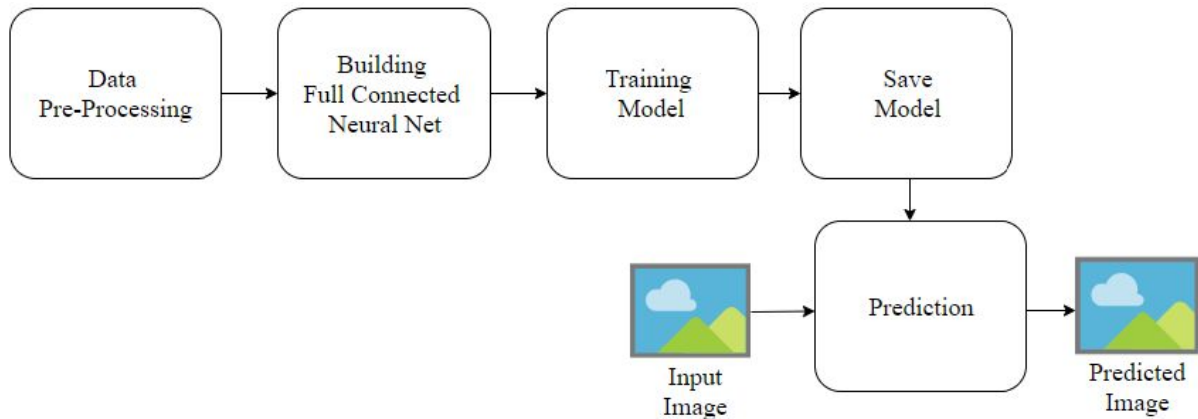 Data
Pre-Processing
Building
Full Connected
Neural Net
Training
Model
Save
Model
Prediction
Input
Image
Predicted
Image